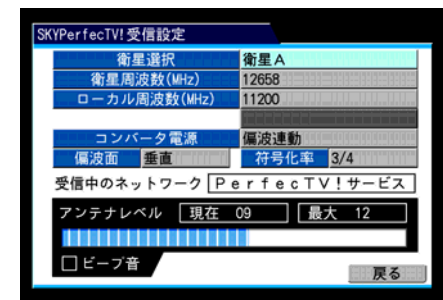 SKYPerfecTV!受信設定
衛星選択 衛星A
衛星周波数(MHz) 12658
ローカル周波数(MHz) 11200
コンバータ電源 偏波連動
偏波面 垂直 符号化率 3/4
受信中のネットワーク PerfecTV!サービス
アンテナレベル 現在 09 最大 12
ビープ音
戻る